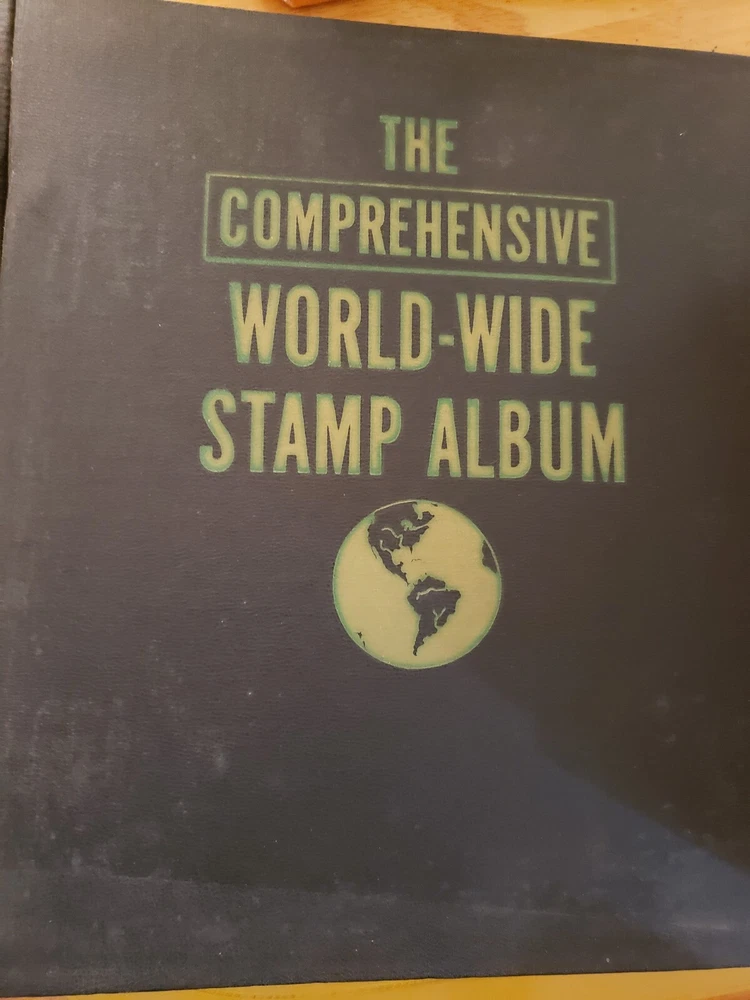 THE
COMPREHENSIVE
WORLD-WIDE
STAMP ALBUM